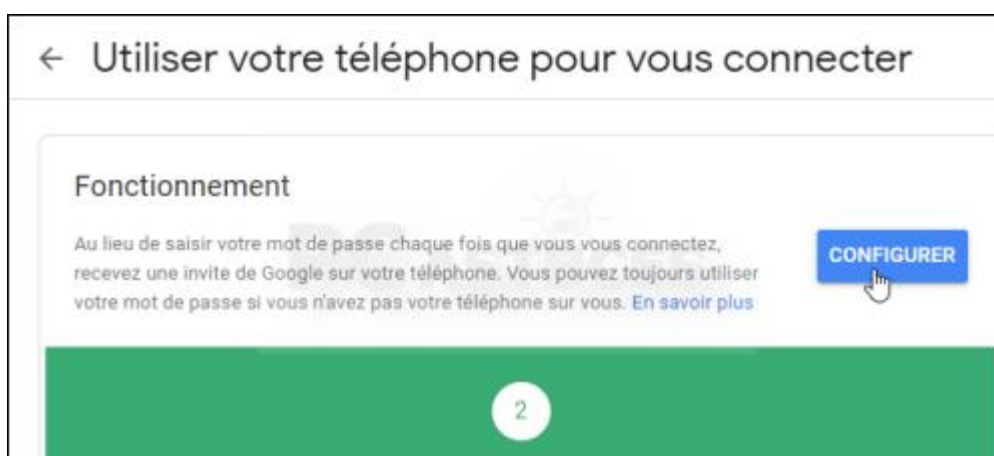 ← Utiliser votre téléphone pour vous connecter
Fonctionnement
Au lieu de saisir votre mot de passe chaque fois que vous vous connectez,
recevez une invite de Google sur votre téléphone. Vous pouvez toujours utiliser
votre mot de passe si vous n'avez pas votre téléphone sur vous. En savoir plus
CONFIGURER
2